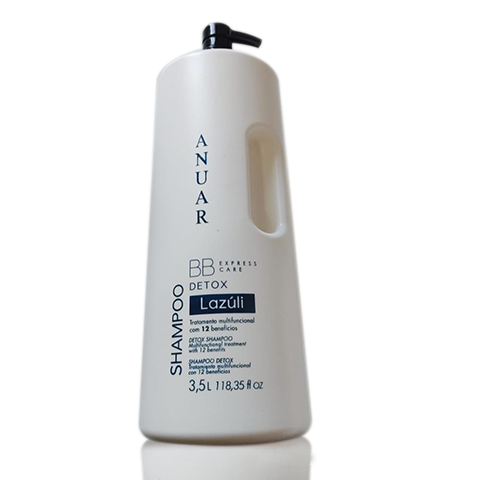 ANUAR
SHAMPOO
BB EXPRESS CARE
DETOX
Lazúli
Tratamento multifuncional
com 12 benefícios
DETOX SHAMPOO
Multifunctional treatment
with 12 benefits
SHAMPOO DETOX
Tratamiento multifuncional
con 12 beneficios
3,5L 118,35 fl oz